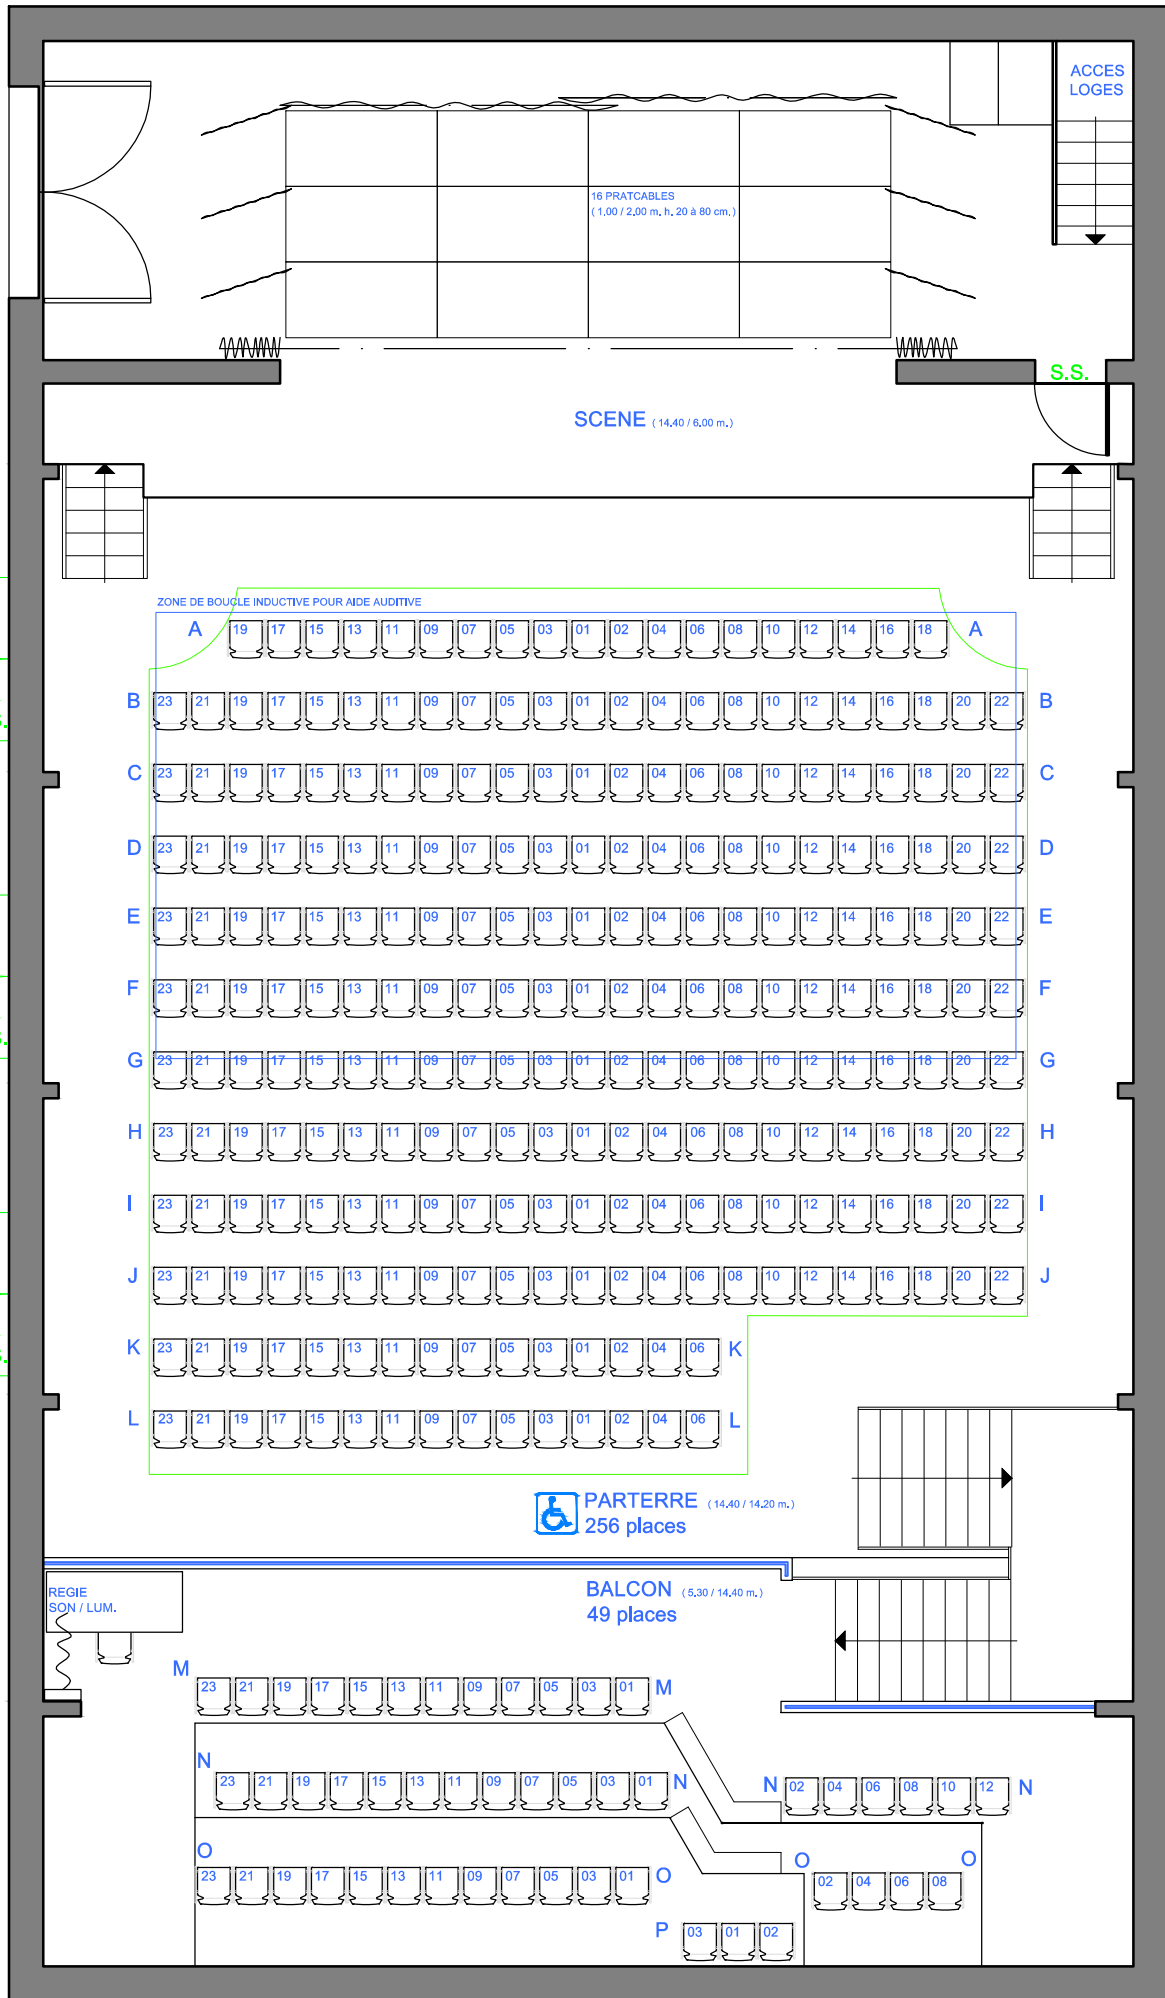 ACCES
LOGES
16 PRATCABLES
( 1.00 / 2.00 m. h. 20 à 80 cm. )
S.S.
SCENE ( 14.40 / 6.00 m. )
ZONE DE BOUCLE INDUCTIVE POUR AIDE AUDITIVE
A 19 17 15 13 11 09 07 05 03 01 02 04 06 08 10 12 14 16 18 A
B 23 21 19 17 15 13 11 09 07 05 03 01 02 04 06 08 10 12 14 16 18 20 22 B
C 23 21 19 17 15 13 11 09 07 05 03 01 02 04 06 08 10 12 14 16 18 20 22 C
D 23 21 19 17 15 13 11 09 07 05 03 01 02 04 06 08 10 12 14 16 18 20 22 D
E 23 21 19 17 15 13 11 09 07 05 03 01 02 04 06 08 10 12 14 16 18 20 22 E
F 23 21 19 17 15 13 11 09 07 05 03 01 02 04 06 08 10 12 14 16 18 20 22 F
G 23 21 19 17 15 13 11 09 07 05 03 01 02 04 06 08 10 12 14 16 18 20 22 G
H 23 21 19 17 15 13 11 09 07 05 03 01 02 04 06 08 10 12 14 16 18 20 22 H
I 23 21 19 17 15 13 11 09 07 05 03 01 02 04 06 08 10 12 14 16 18 20 22 I
J 23 21 19 17 15 13 11 09 07 05 03 01 02 04 06 08 10 12 14 16 18 20 22 J
K 23 21 19 17 15 13 11 09 07 05 03 01 02 04 06 K
L 23 21 19 17 15 13 11 09 07 05 03 01 02 04 06 L
PARTERRE ( 14.40 / 14.20 m. )
256 places
BALCON ( 5.30 / 14.40 m. )
49 places
REGIE
SON / LUM.
M 23 21 19 17 15 13 11 09 07 05 03 01 M
N 23 21 19 17 15 13 11 09 07 05 03 01 N N 02 04 06 08 10 12 N
O 23 21 19 17 15 13 11 09 07 05 03 01 O O 02 04 06 08 O
P 03 01 02